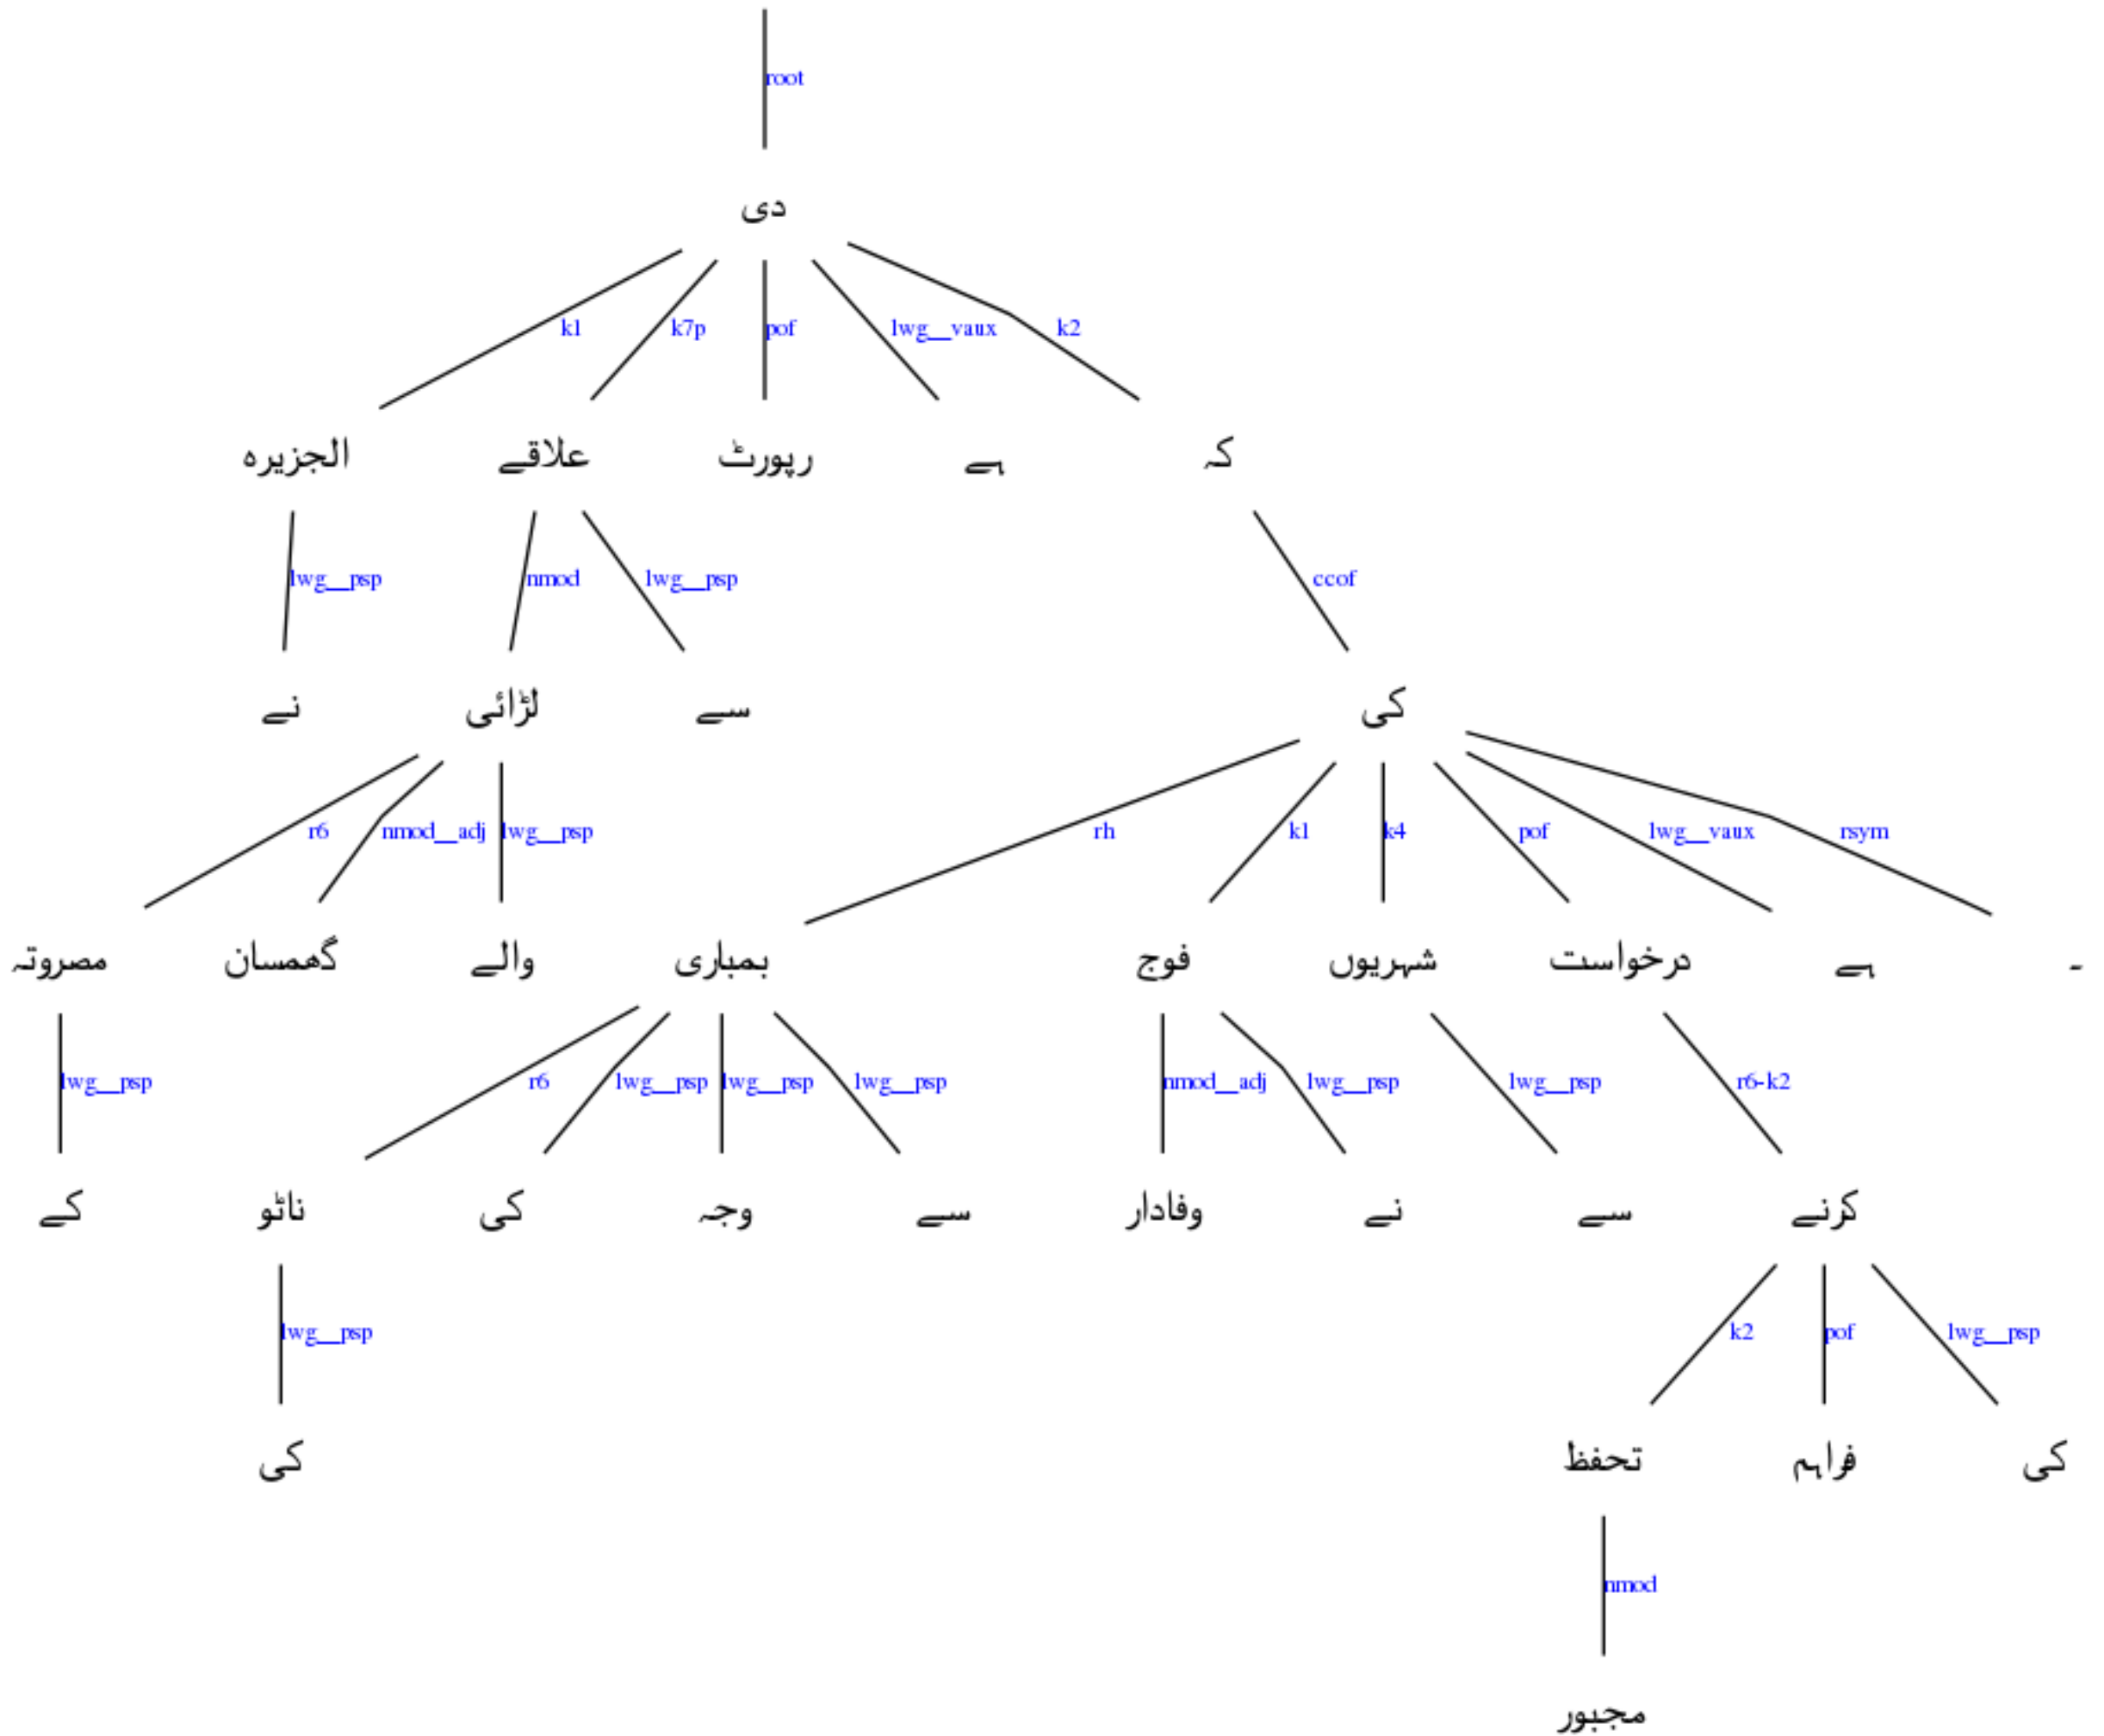 root
دی
k1 k7p pof lwg__vaux k2
الجزیرہ علاقے رپورٹ ہے کہ
lwg__psp nmod lwg__psp ccof
نے لڑائی سے کی
r6 nmod__adj lwg__psp rh k1 k4 pof lwg__vaux rsym
مصروتہ گھمسان والے بمباری فوج شہریوں درخواست ہے ۔
lwg__psp r6 lwg__psp lwg__psp lwg__psp nmod__adj lwg__psp lwg__psp r6-k2
کے ناٹو کی وجہ سے وفادار نے سے کرنے
lwg__psp k2 pof lwg__psp
کی تحفظ فراہم کی
nmod
مجبور